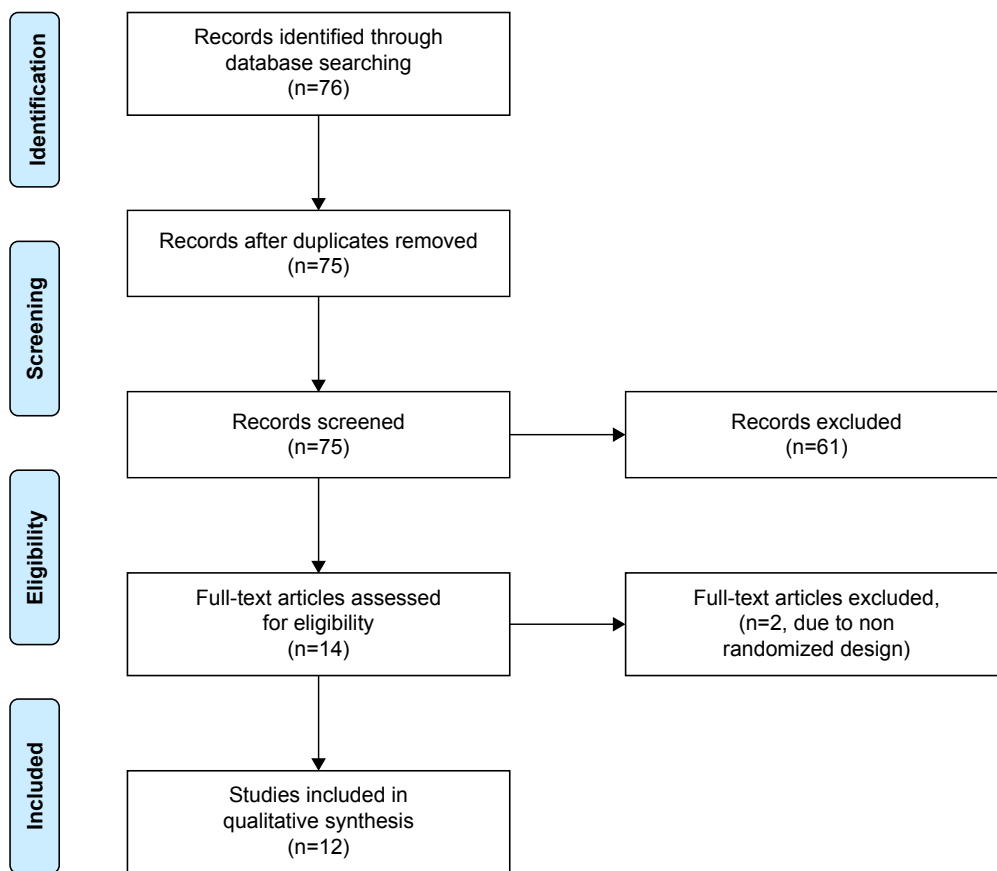 Identification
Records identified through
database searching
(n=76)
Records after duplicates removed
(n=75)
Screening
Records screened
(n=75)
Records excluded
(n=61)
Eligibility
Full-text articles assessed
for eligibility
(n=14)
Full-text articles excluded,
(n=2, due to non
randomized design)
Included
Studies included in
qualitative synthesis
(n=12)